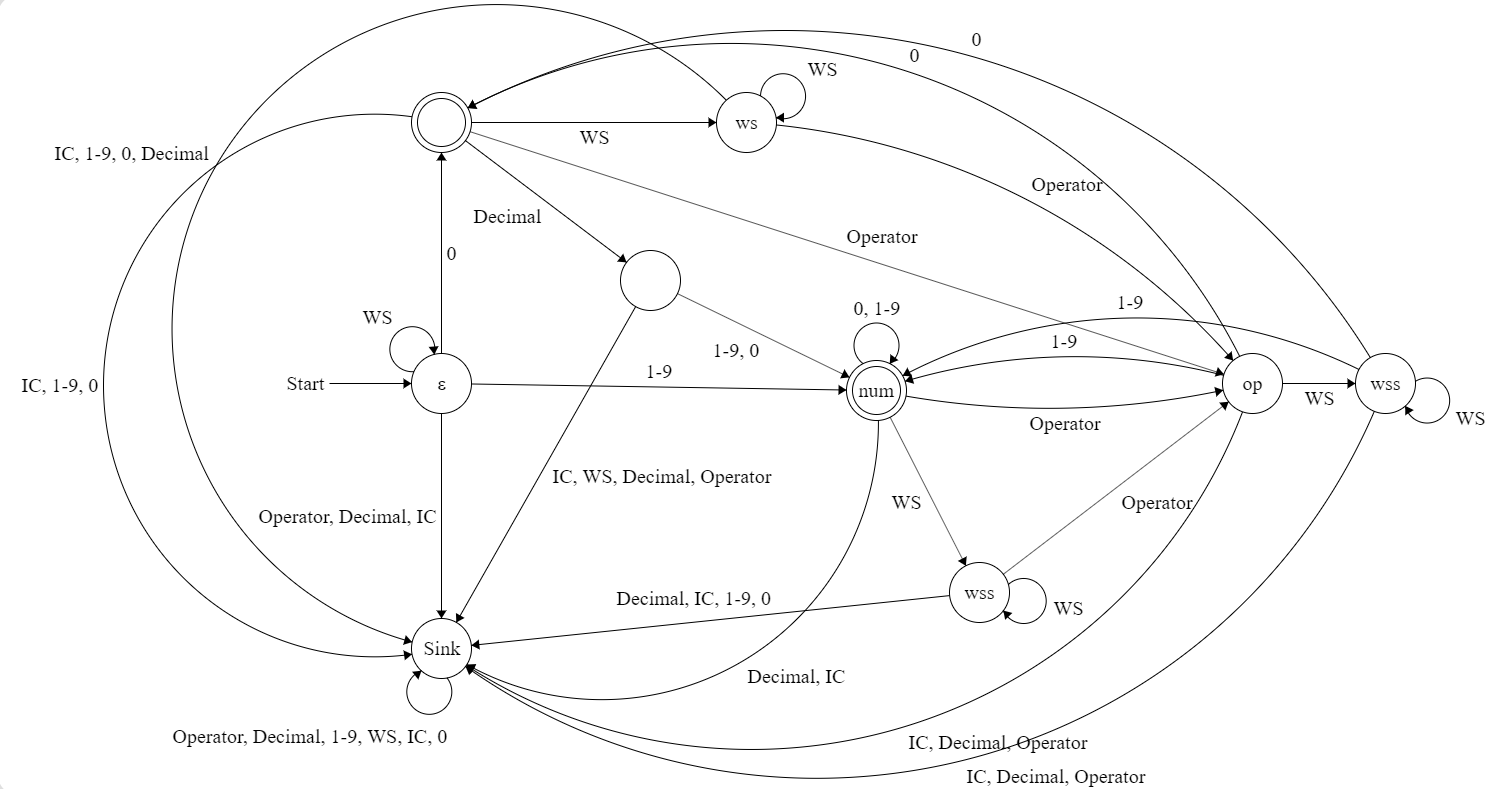 0
0
WS
ws
WS
IC, 1-9, 0, Decimal
Operator
Decimal
Operator
0
1-9
0, 1-9
WS
1-9
1-9, 0
1-9
IC, 1-9, 0
Start
ε
num
op
WS
wss
WS
Operator
IC, WS, Decimal, Operator
WS
Operator
Operator, Decimal, IC
Decimal, IC, 1-9, 0
wss
WS
Sink
Decimal, IC
Operator, Decimal, 1-9, WS, IC, 0
IC, Decimal, Operator
IC, Decimal, Operator